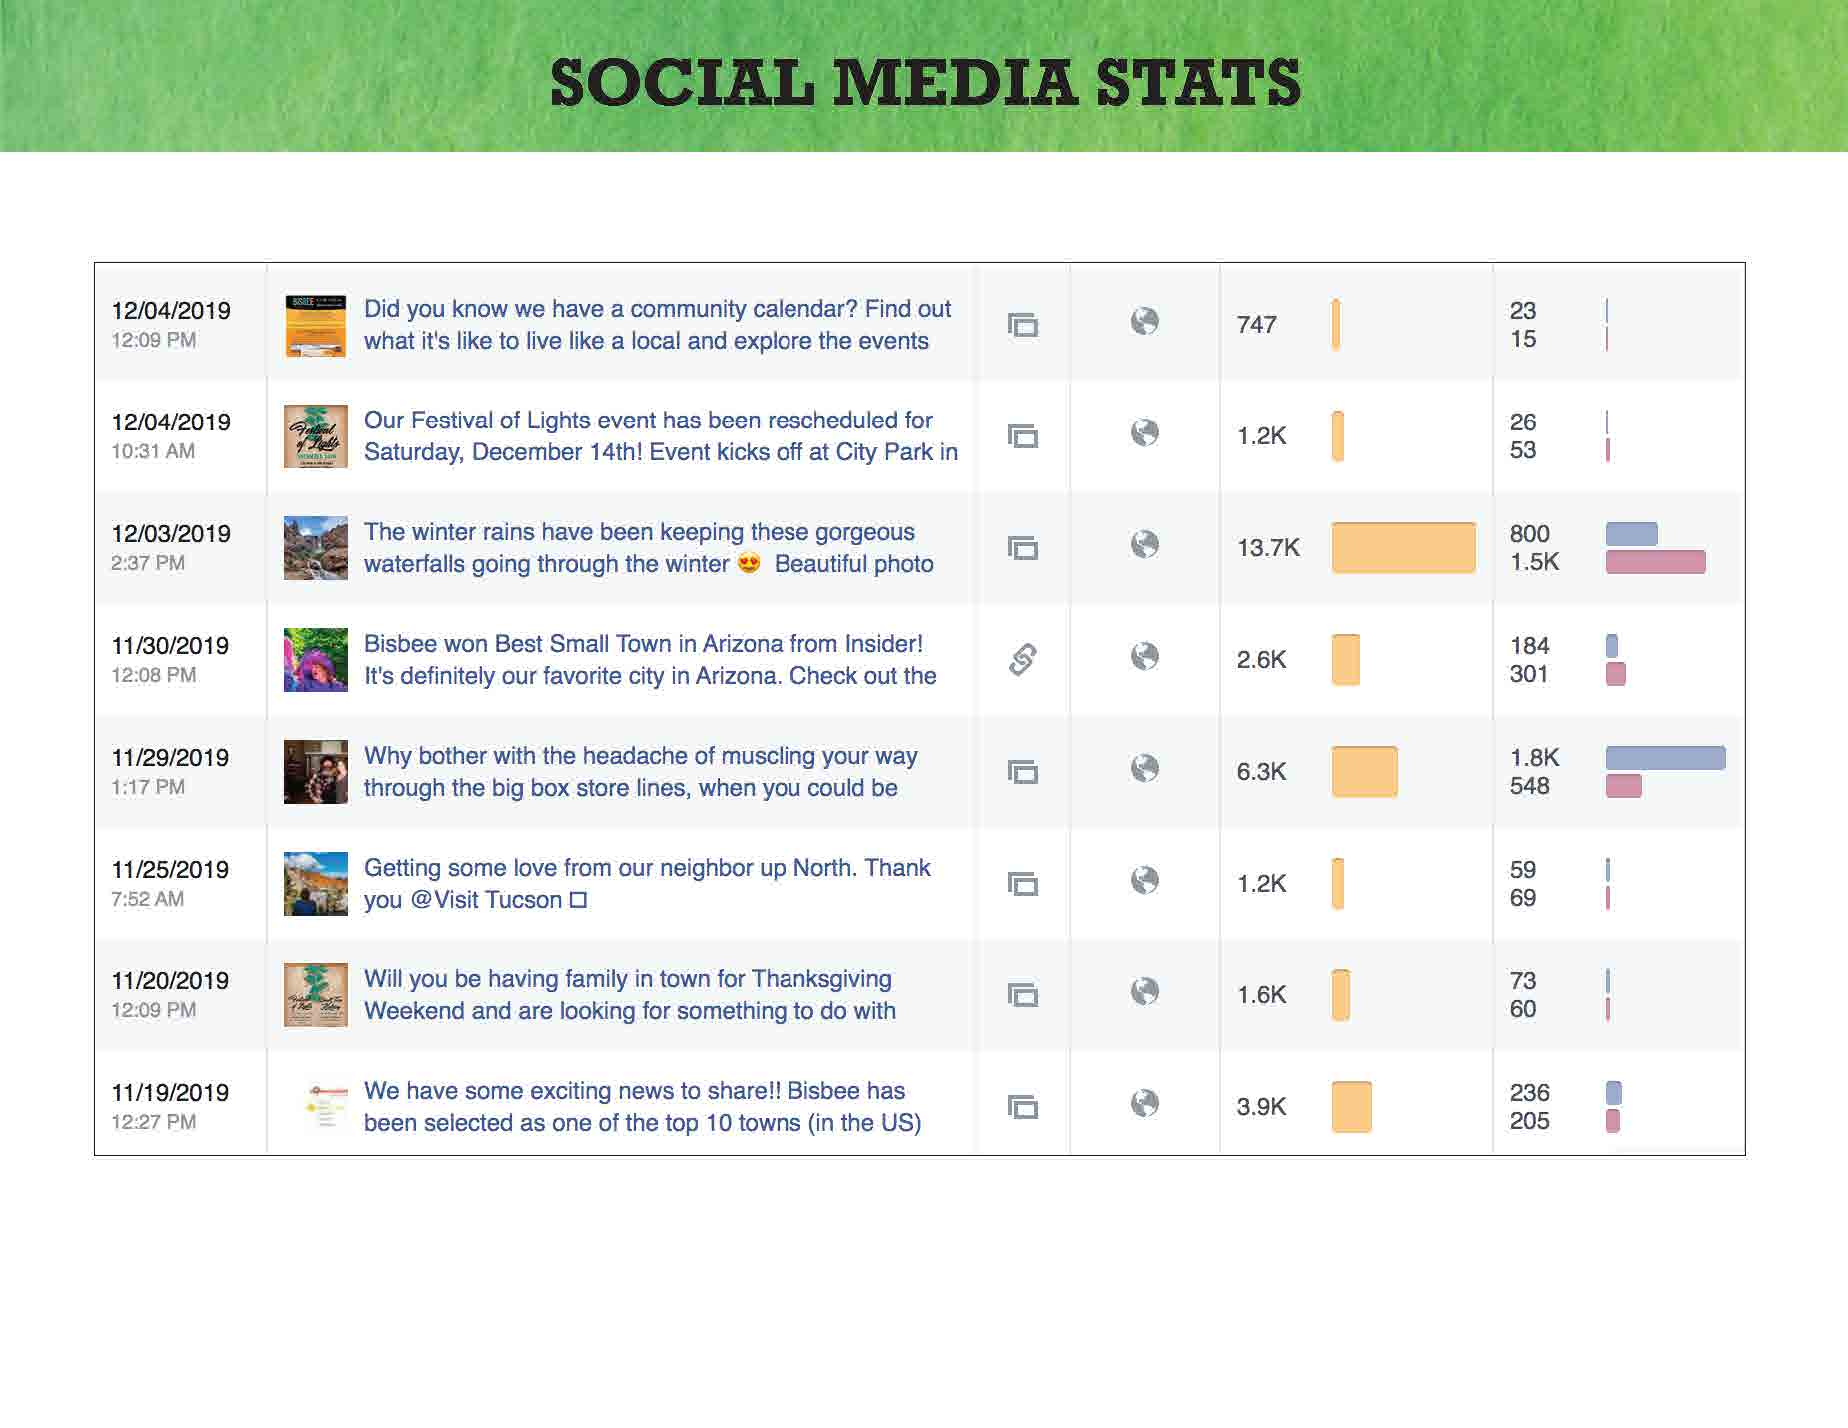 SOCIAL MEDIA STATS
12/04/2019
12:09 PM
BISBEE
Did you know we have a community calendar? Find out
what it's like to live like a local and explore the events
747
23
15
12/04/2019
10:31 AM
Festival
of Lights
Our Festival of Lights event has been rescheduled for
Saturday, December 14th! Event kicks off at City Park in
1.2K
26
53
12/03/2019
2:37 PM
The winter rains have been keeping these gorgeous
waterfalls going through the winter 😍 Beautiful photo
13.7K
800
1.5K
11/30/2019
12:08 PM
Bisbee won Best Small Town in Arizona from Insider!
It's definitely our favorite city in Arizona. Check out the
2.6K
184
301
11/29/2019
1:17 PM
Why bother with the headache of muscling your way
through the big box store lines, when you could be
6.3K
1.8K
548
11/25/2019
7:52 AM
Getting some love from our neighbor up North. Thank
you @Visit Tucson □
1.2K
59
69
11/20/2019
12:09 PM
Will you be having family in town for Thanksgiving
Weekend and are looking for something to do with
1.6K
73
60
11/19/2019
12:27 PM
We have some exciting news to share!! Bisbee has
been selected as one of the top 10 towns (in the US)
3.9K
236
205